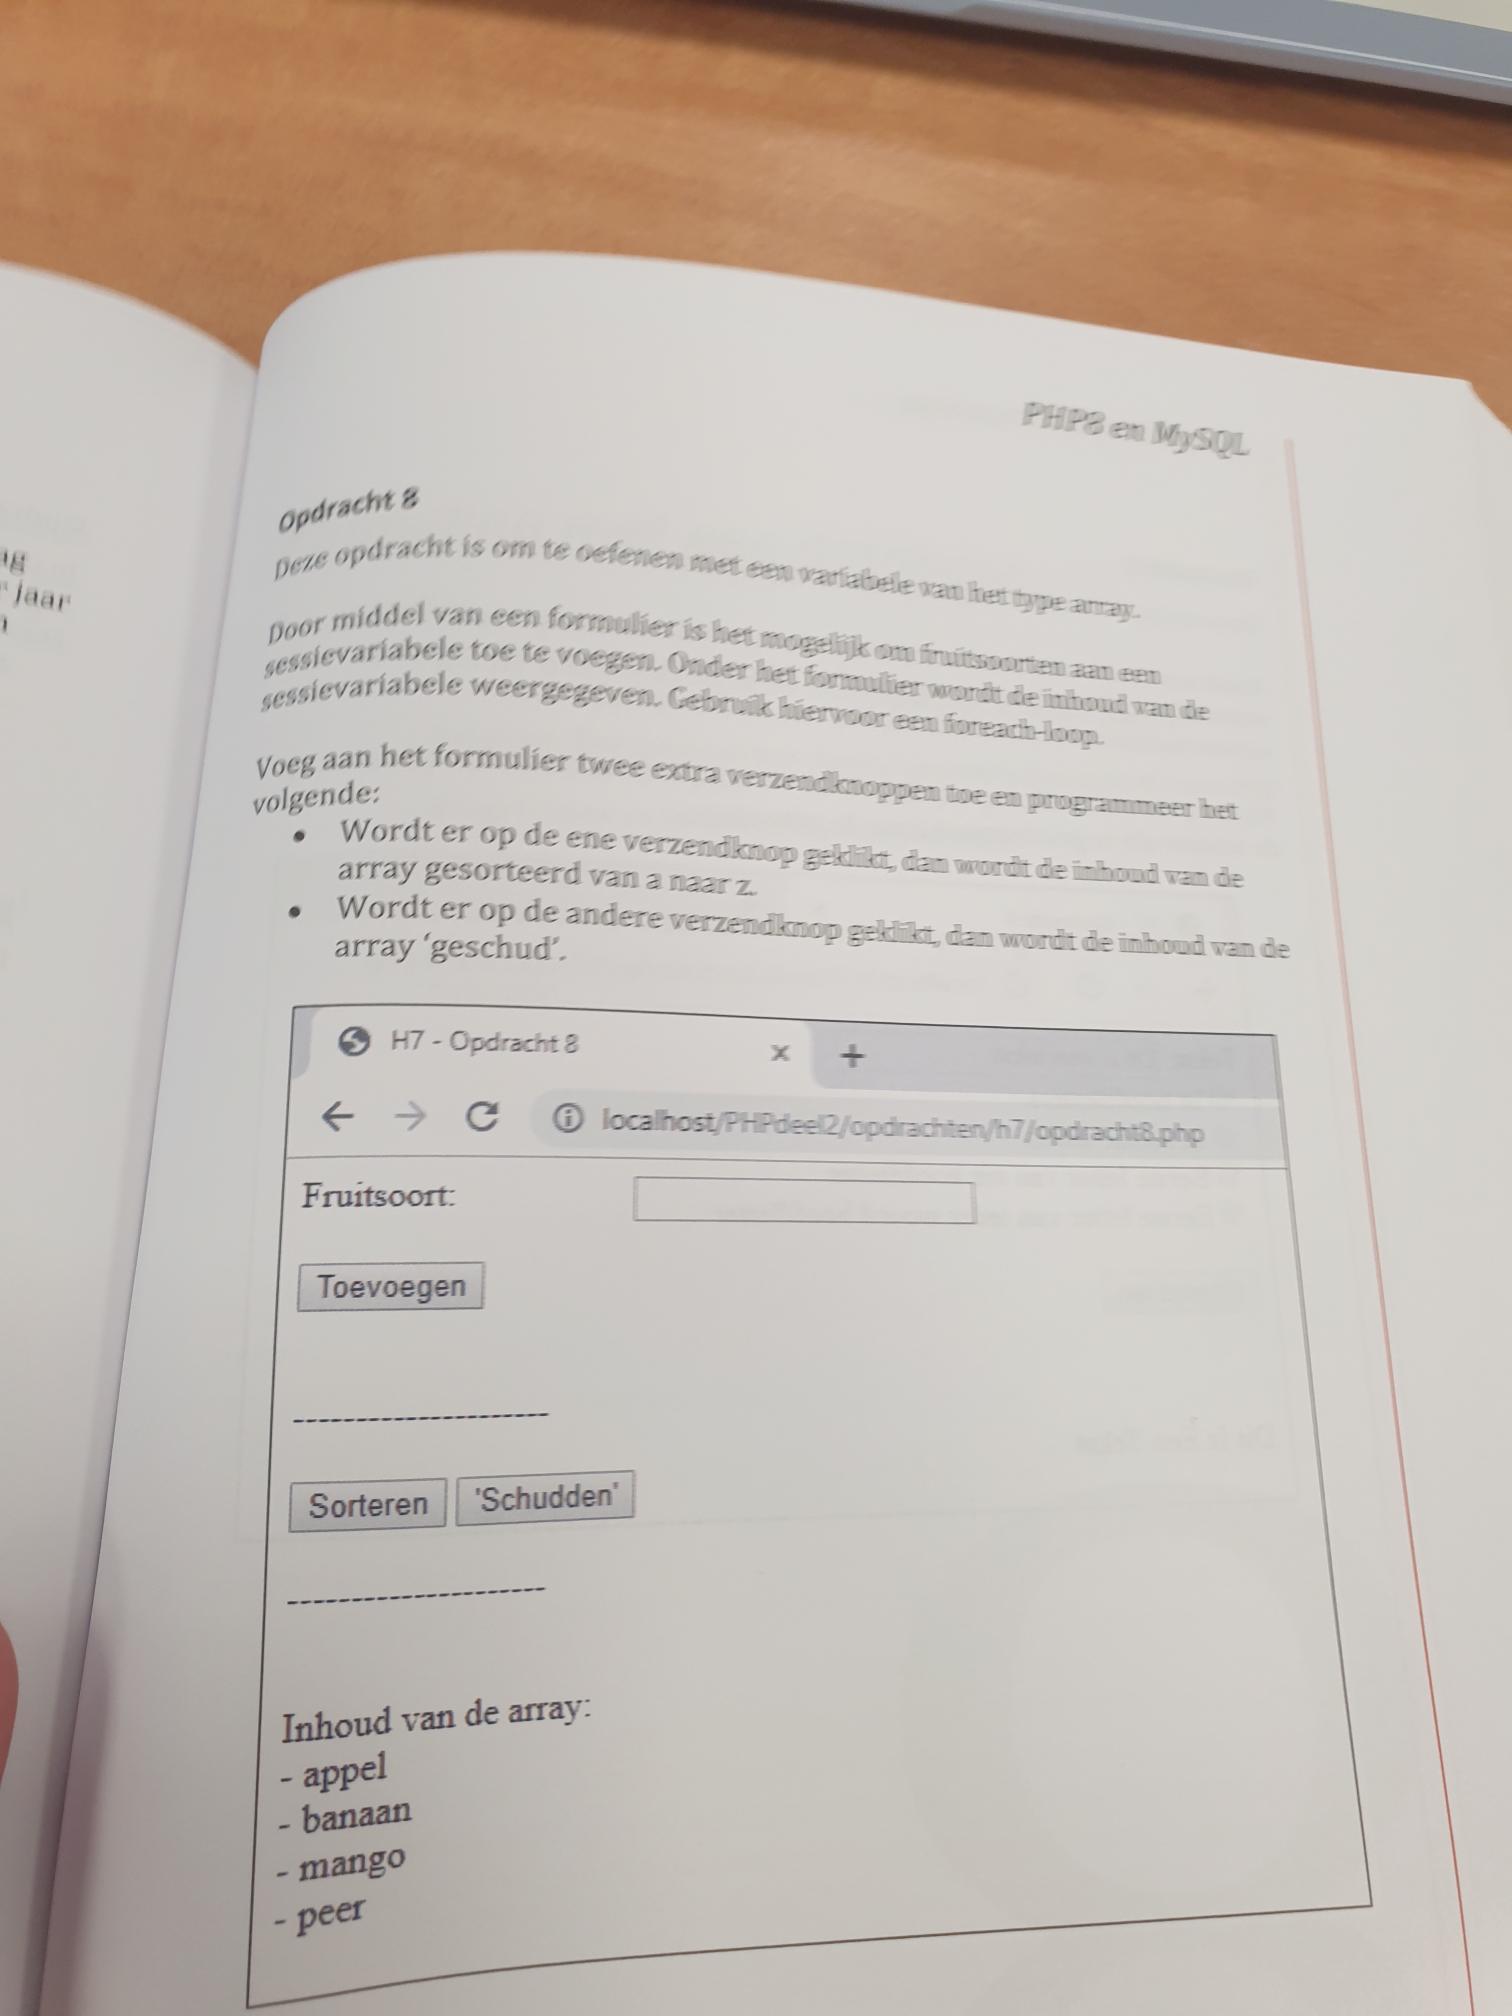 PHP8 en MySQL
Opdracht 8
Deze opdracht is om te oefenen met een variabele van het type array.
Door middel van een formulier is het mogelijk om fruitsoorten aan een
sessievariabele toe te voegen. Onder het formulier wordt de inhoud van de
sessievariabele weergegeven. Gebruik hiervoor een foreach-loop.
Voeg aan het formulier twee extra verzendknoppen toe en programmeer het
volgende:
• Wordt er op de ene verzendknop geklikt, dan wordt de inhoud van de
array gesorteerd van a naar z.
• Wordt er op de andere verzendknop geklikt, dan wordt de inhoud van de
array ‘geschud’.
H7 - Opdracht 8 x +
localhost/PHPdeel2/opdrachten/h7/opdracht8.php
Fruitsoort:
Toevoegen
---------------------
Sorteren 'Schudden'
---------------------
Inhoud van de array:
- appel
- banaan
- mango
- peer
jaar